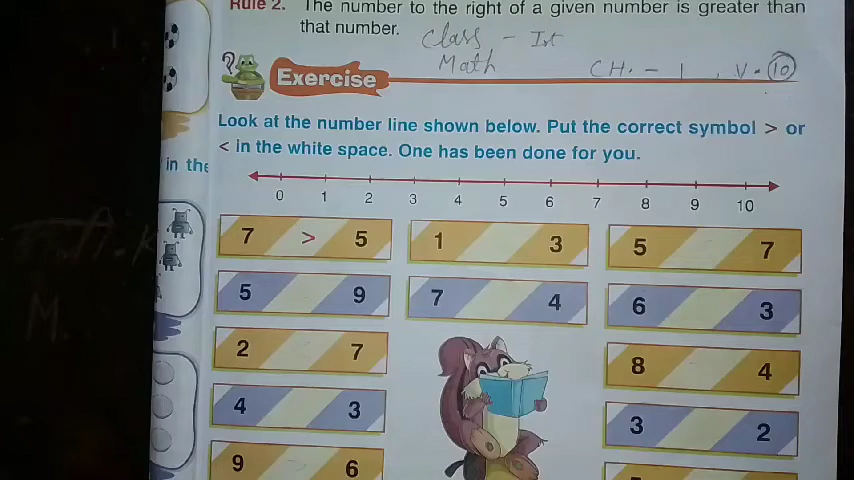 Rule 2. The number to the right of a given number is greater than
that number.
Class - Ist
Math CH. - 1, V. 10
?
Exercise
Look at the number line shown below. Put the correct symbol > or
< in the white space. One has been done for you.
in the
0 1 2 3 4 5 6 7 8 9 10
7 > 5 1 3 5 7
5 9 7 4 6 3
2 7 8 4
4 3 3 2
9 6
M.